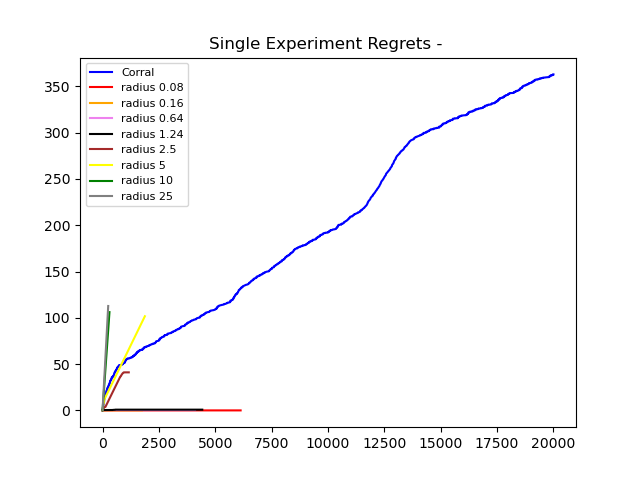 Single Experiment Regrets -
350
300
250
200
150
100
50
0
Corral
radius 0.08
radius 0.16
radius 0.64
radius 1.24
radius 2.5
radius 5
radius 10
radius 25
0 2500 5000 7500 10000 12500 15000 17500 20000